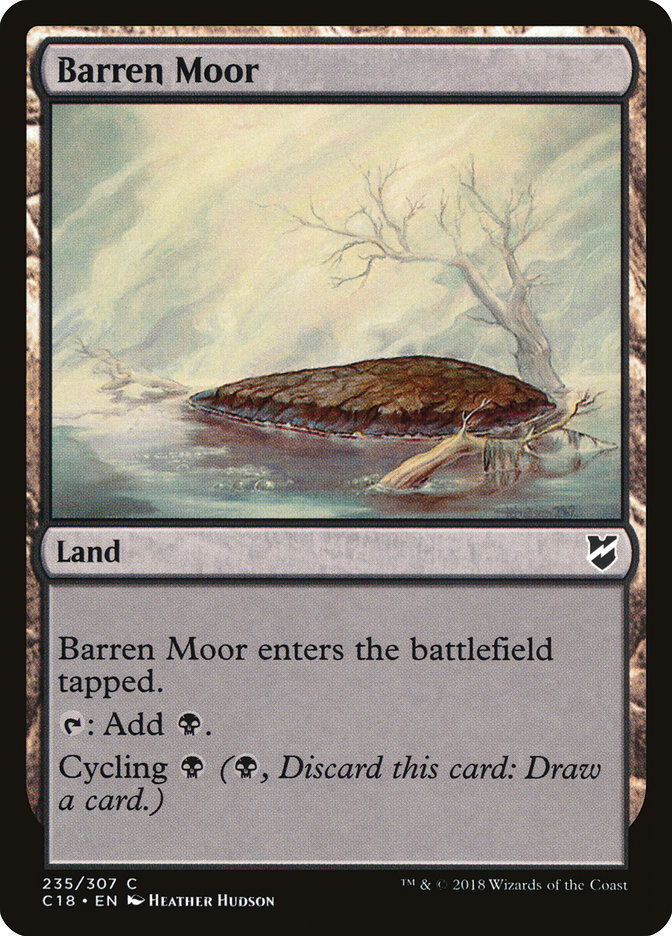 Barren Moor
Land
Barren Moor enters the battlefield
tapped.
: Add .
Cycling  (, Discard this card: Draw
a card.)
235/307 C
C18 • EN HEATHER HUDSON
™ & © 2018 Wizards of the Coast